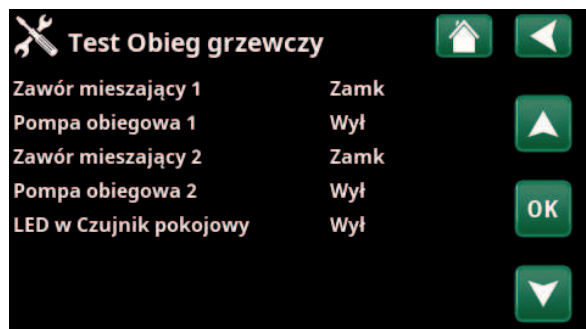 Test Obieg grzewczy
Zawór mieszający 1 Zamk
Pompa obiegowa 1 Wył
Zawór mieszający 2 Zamk
Pompa obiegowa 2 Wył
OK
LED w Czujnik pokojowy Wył